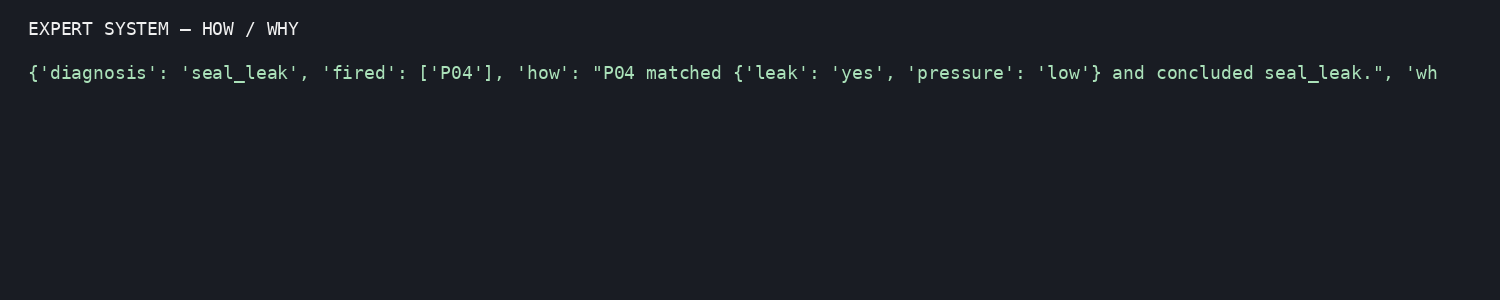 EXPERT SYSTEM — HOW / WHY
{'diagnosis': 'seal_leak', 'fired': ['P04'], 'how': "P04 matched {'leak': 'yes', 'pressure': 'low'} and concluded seal_leak.", 'wh